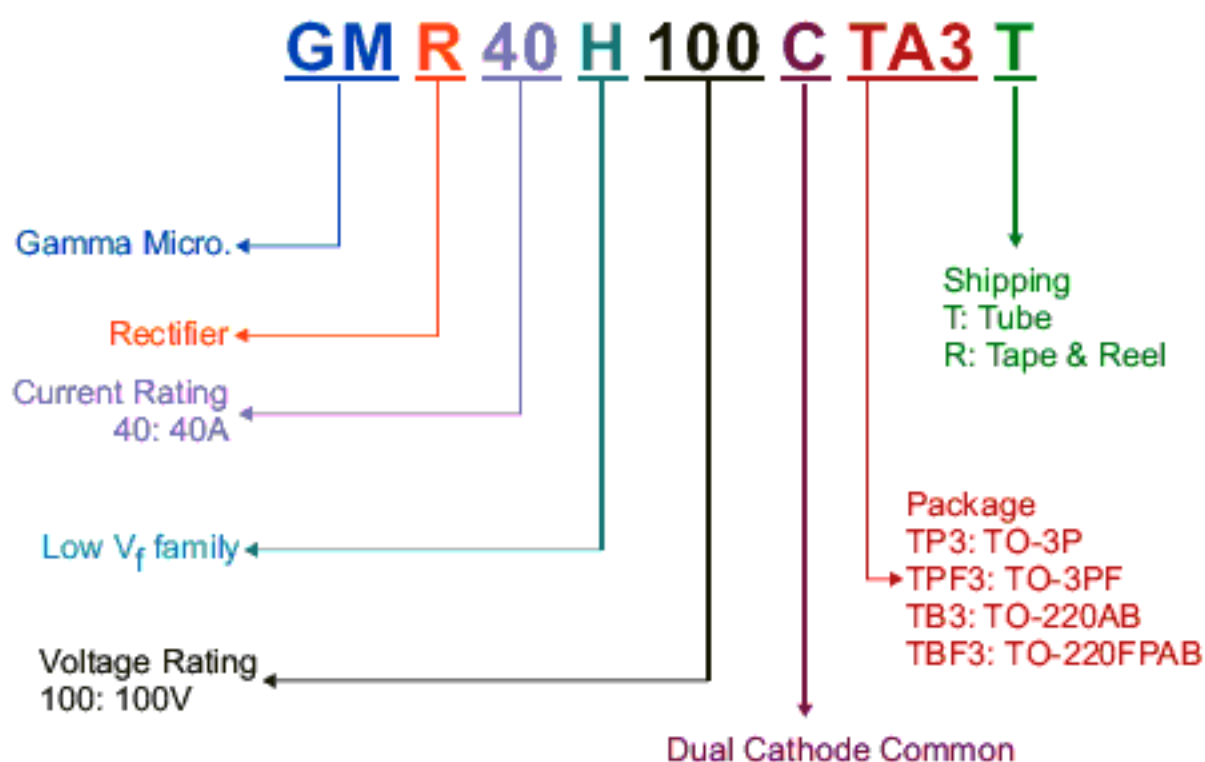 GM R 40 H 100 C TA3 T
Gamma Micro.
Rectifier
Current Rating
40: 40A
Low Vf family
Voltage Rating
100: 100V
Dual Cathode Common
Package
TP3: TO-3P
TPF3: TO-3PF
TB3: TO-220AB
TBF3: TO-220FPAB
Shipping
T: Tube
R: Tape & Reel